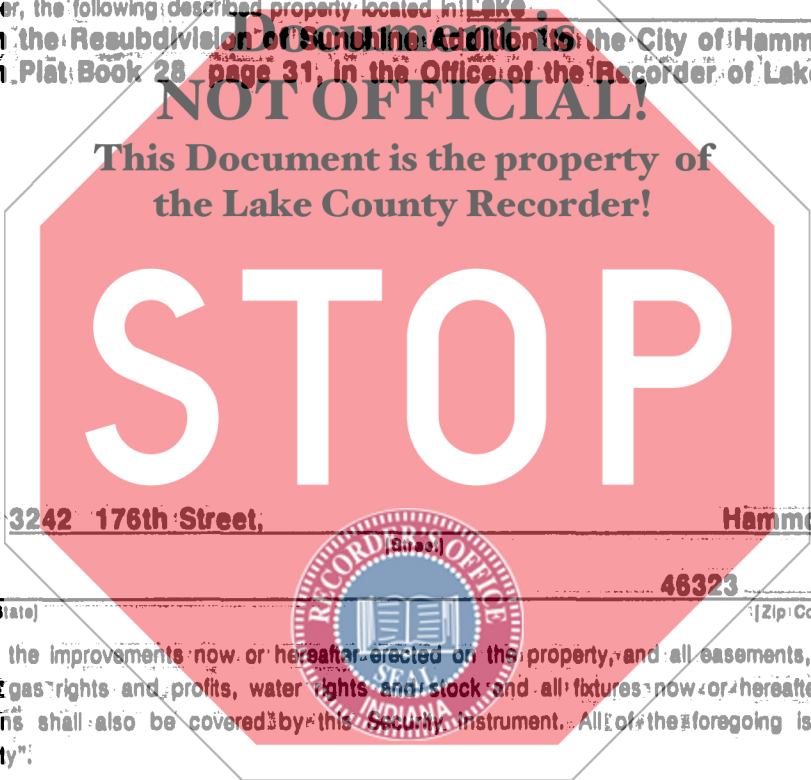 er, the following described property located in Lake
the Resubdivision of Sunshine Addition to the City of Hamm
Plat Book 28 page 31, in the Office of the Recorder of Lake
Document is
NOT OFFICIAL!
This Document is the property of
the Lake County Recorder!
STOP
3242 176th Street, Hammo
[Street]
46323
tate) [Zip Co
RECORDER'S OFFICE
SEAL
INDIANA
the improvements now or hereafter erected on the property, and all easements,
gas rights and profits, water rights and stock and all fixtures now or hereafte
ns shall also be covered by this Security Instrument. All of the foregoing is
ty".